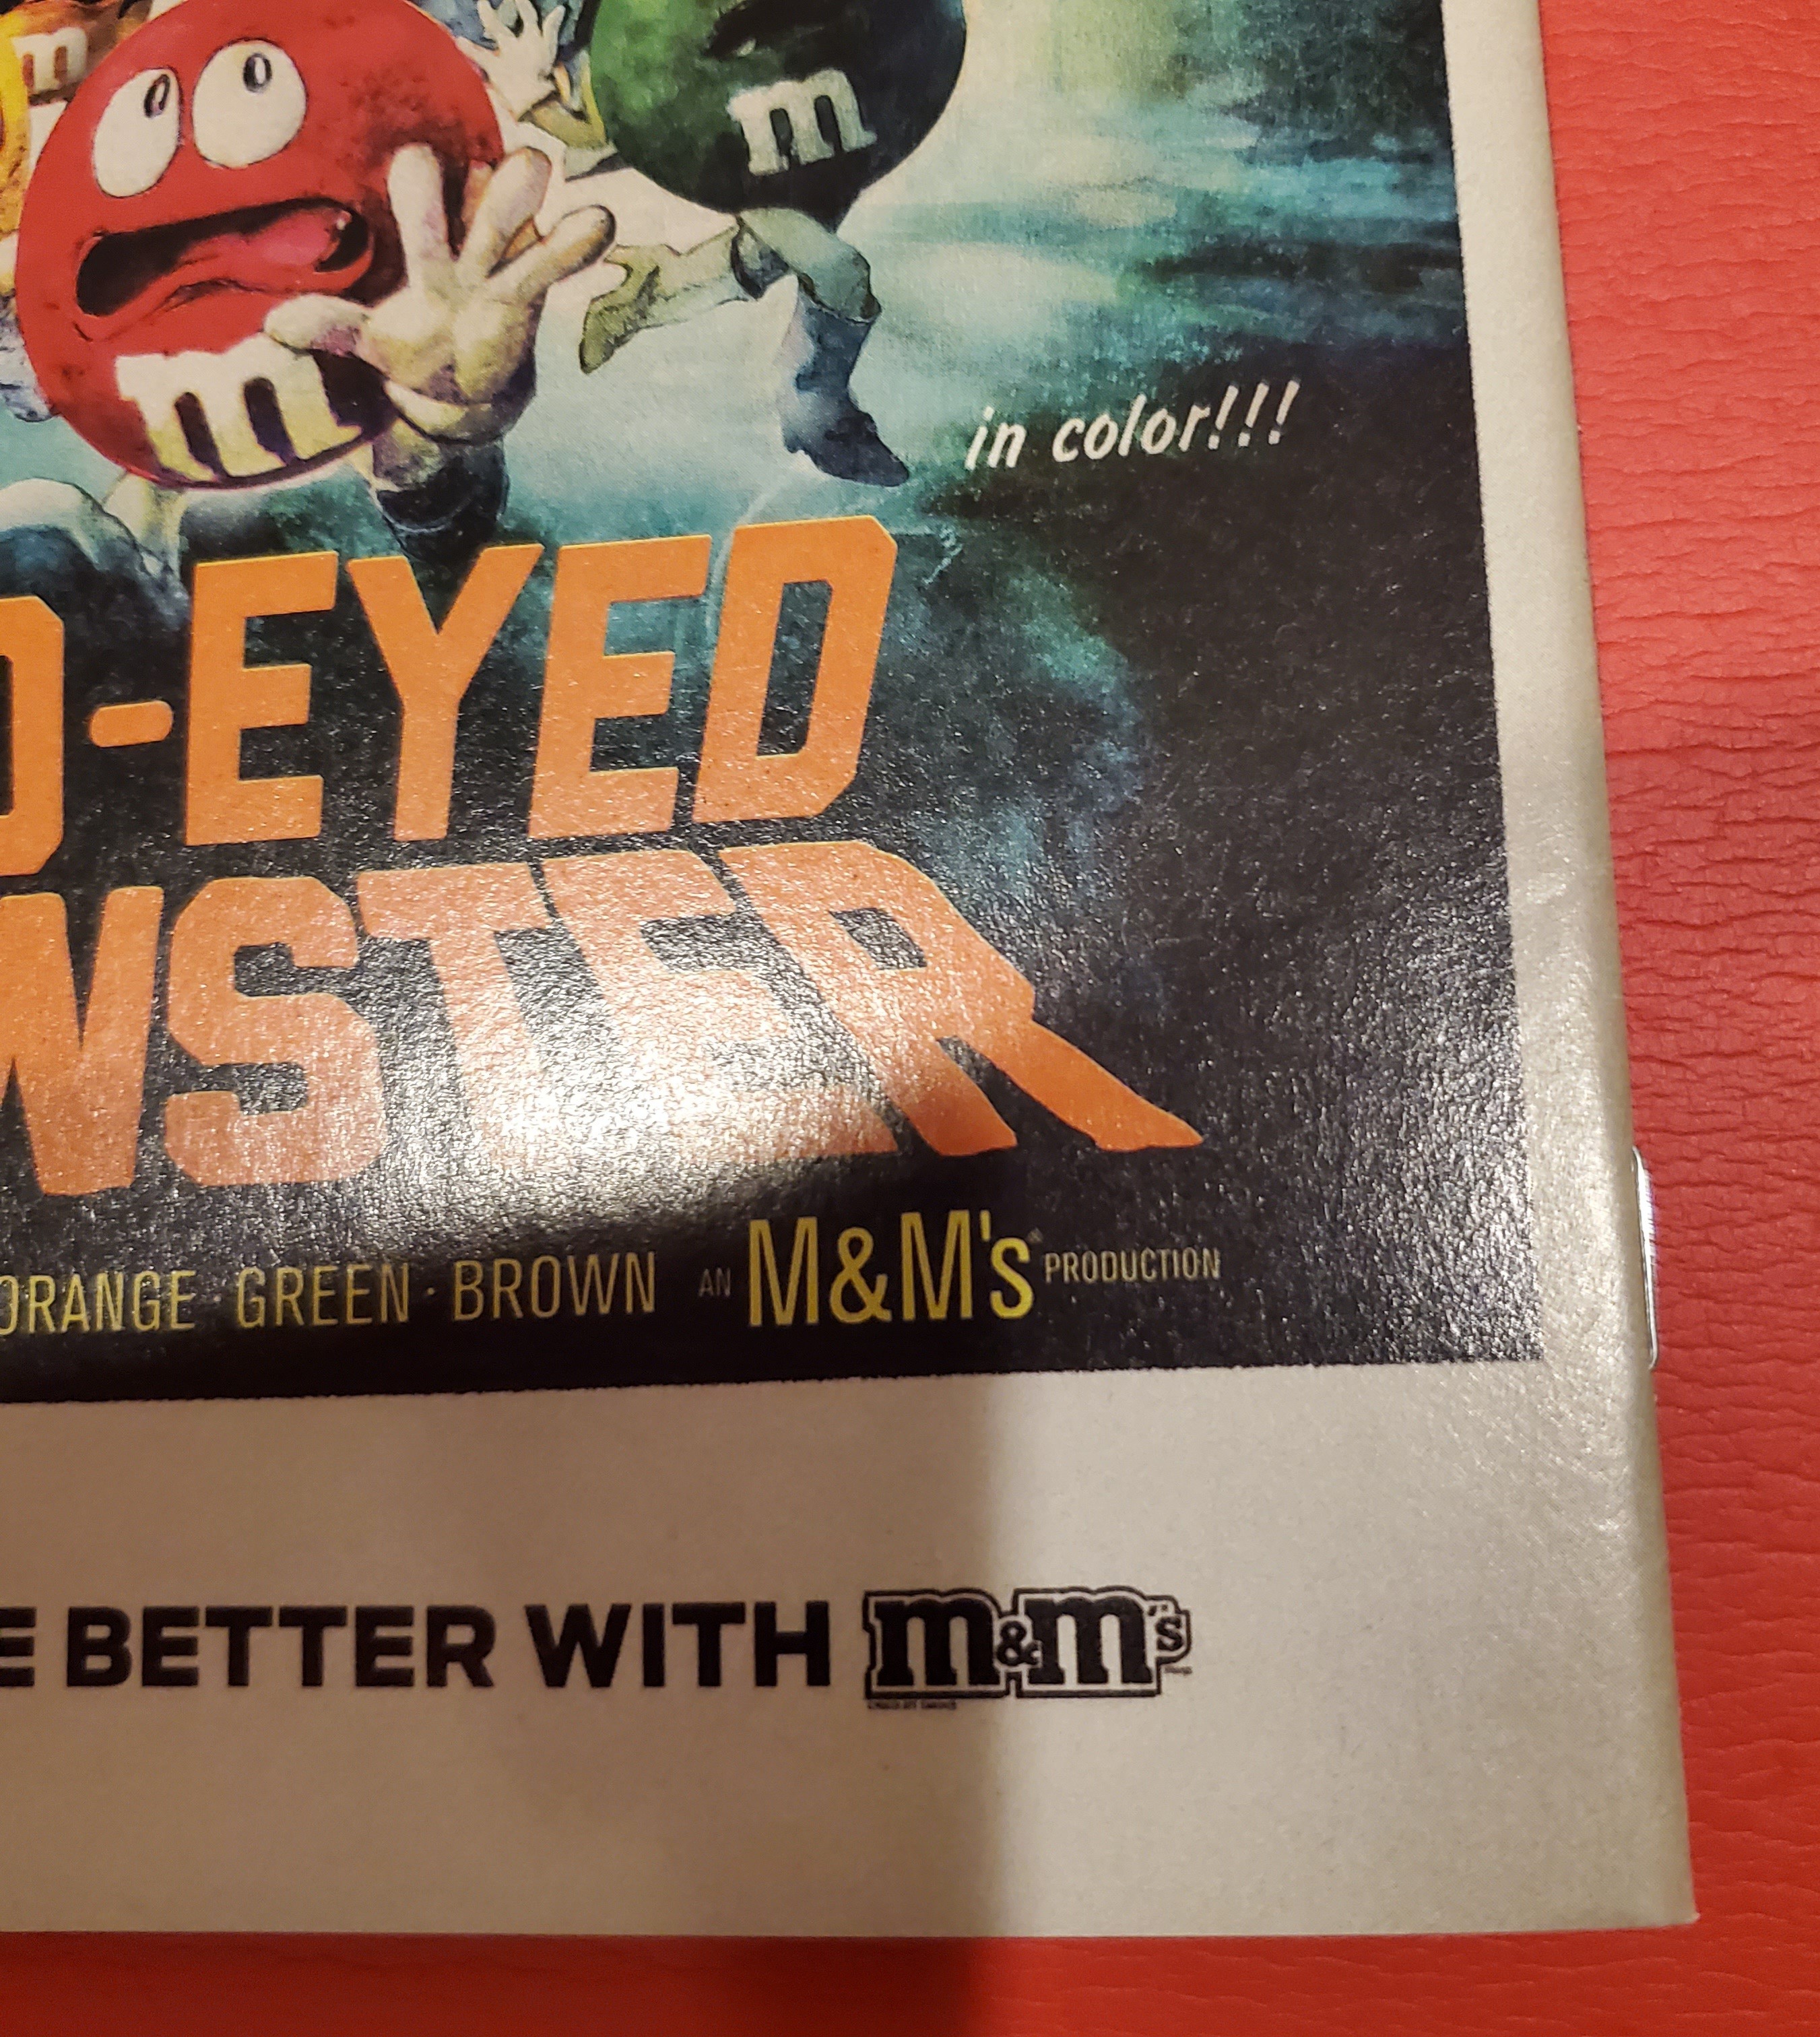 m
m
m
in color!!!
D-EYED
NSTER
ORANGE · GREEN · BROWN AN M&M's® PRODUCTION
E BETTER WITH m&m's